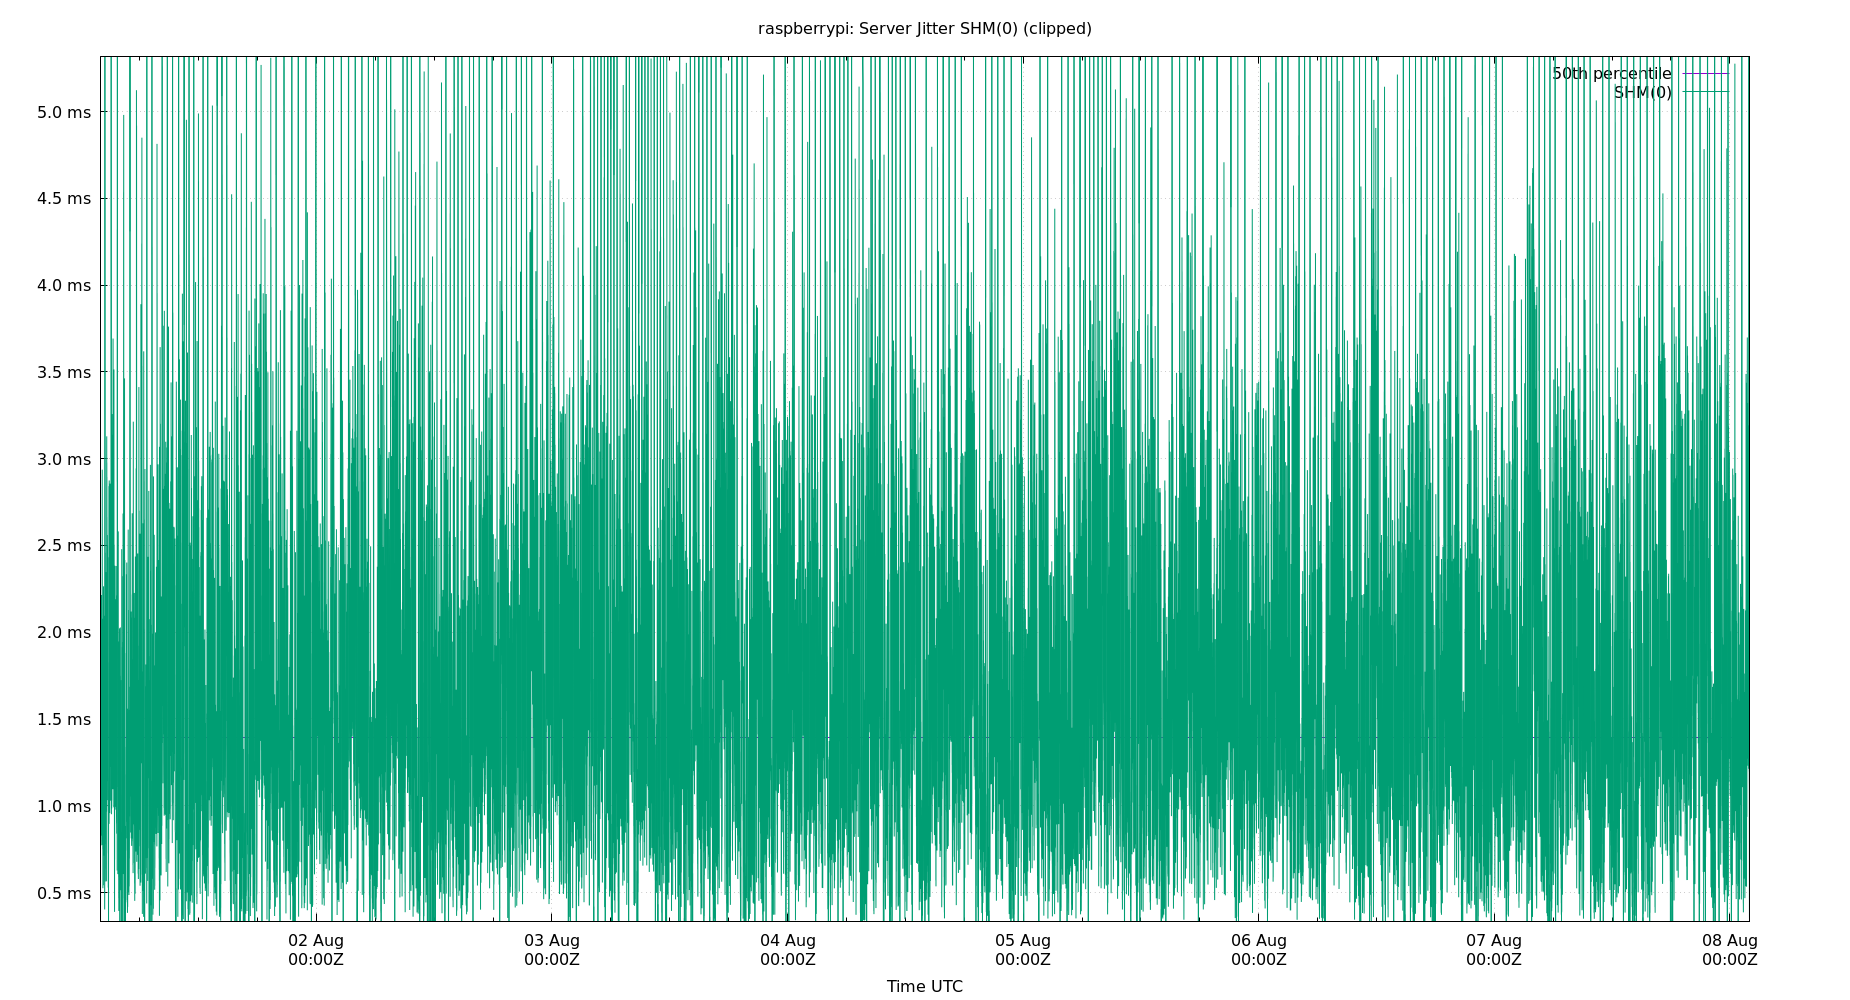 raspberrypi: Server Jitter SHM(0) (clipped)
50th percentile
SHM(0)
5.0 ms
4.5 ms
4.0 ms
3.5 ms
3.0 ms
2.5 ms
2.0 ms
1.5 ms
1.0 ms
0.5 ms
02 Aug 03 Aug 04 Aug 05 Aug 06 Aug 07 Aug 08 Aug
00:00Z 00:00Z 00:00Z 00:00Z 00:00Z 00:00Z 00:00Z
Time UTC